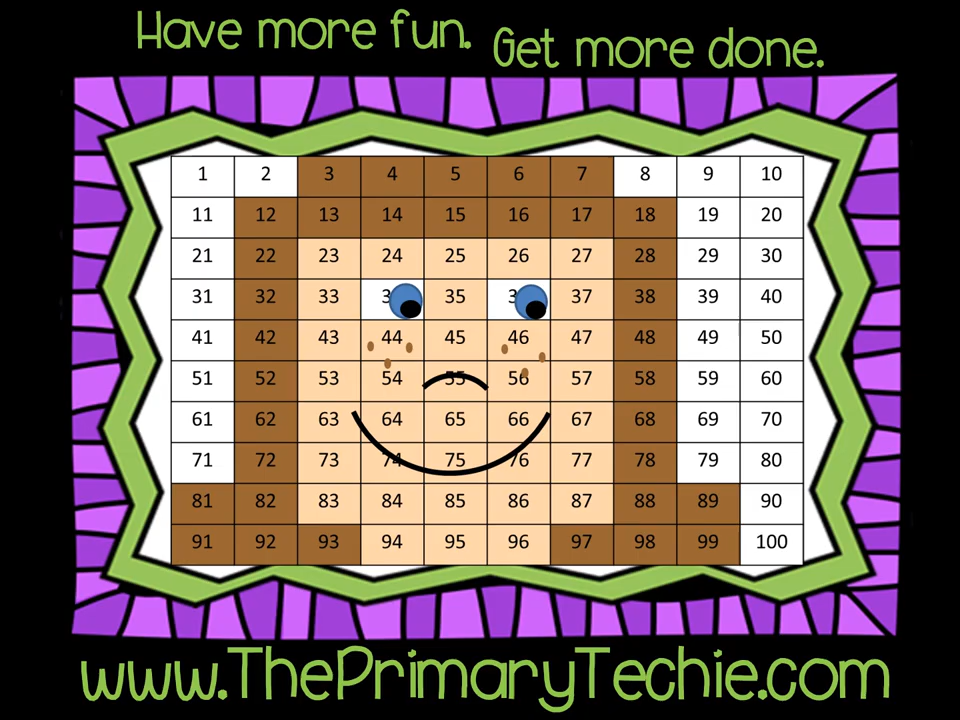 Have more fun. Get more done.
1 2 3 4 5 6 7 8 9 10
11 12 13 14 15 16 17 18 19 20
21 22 23 24 25 26 27 28 29 30
31 32 33 3 35 3 37 38 39 40
41 42 43 44 45 46 47 48 49 50
51 52 53 54 55 56 57 58 59 60
61 62 63 64 65 66 67 68 69 70
71 72 73 74 75 76 77 78 79 80
81 82 83 84 85 86 87 88 89 90
91 92 93 94 95 96 97 98 99 100
www.ThePrimaryTechie.com